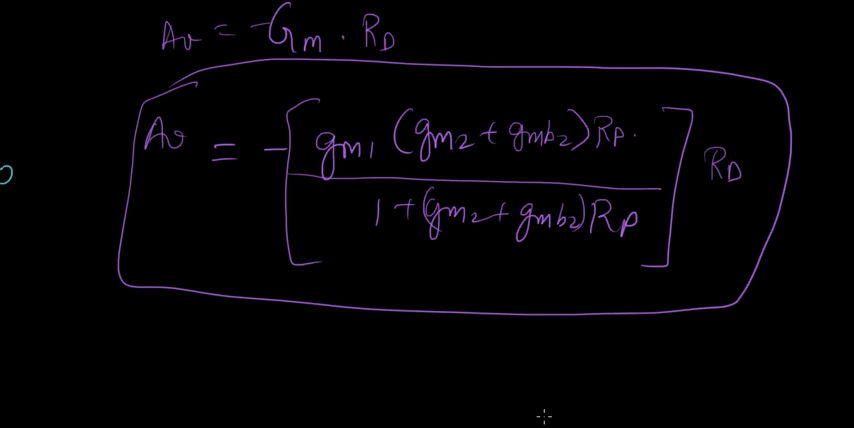 Av = -Gm . RD
Av = - [ gm1 (gm2 + gmb2) RP . / 1 + (gm2 + gmb2) RP ] RD